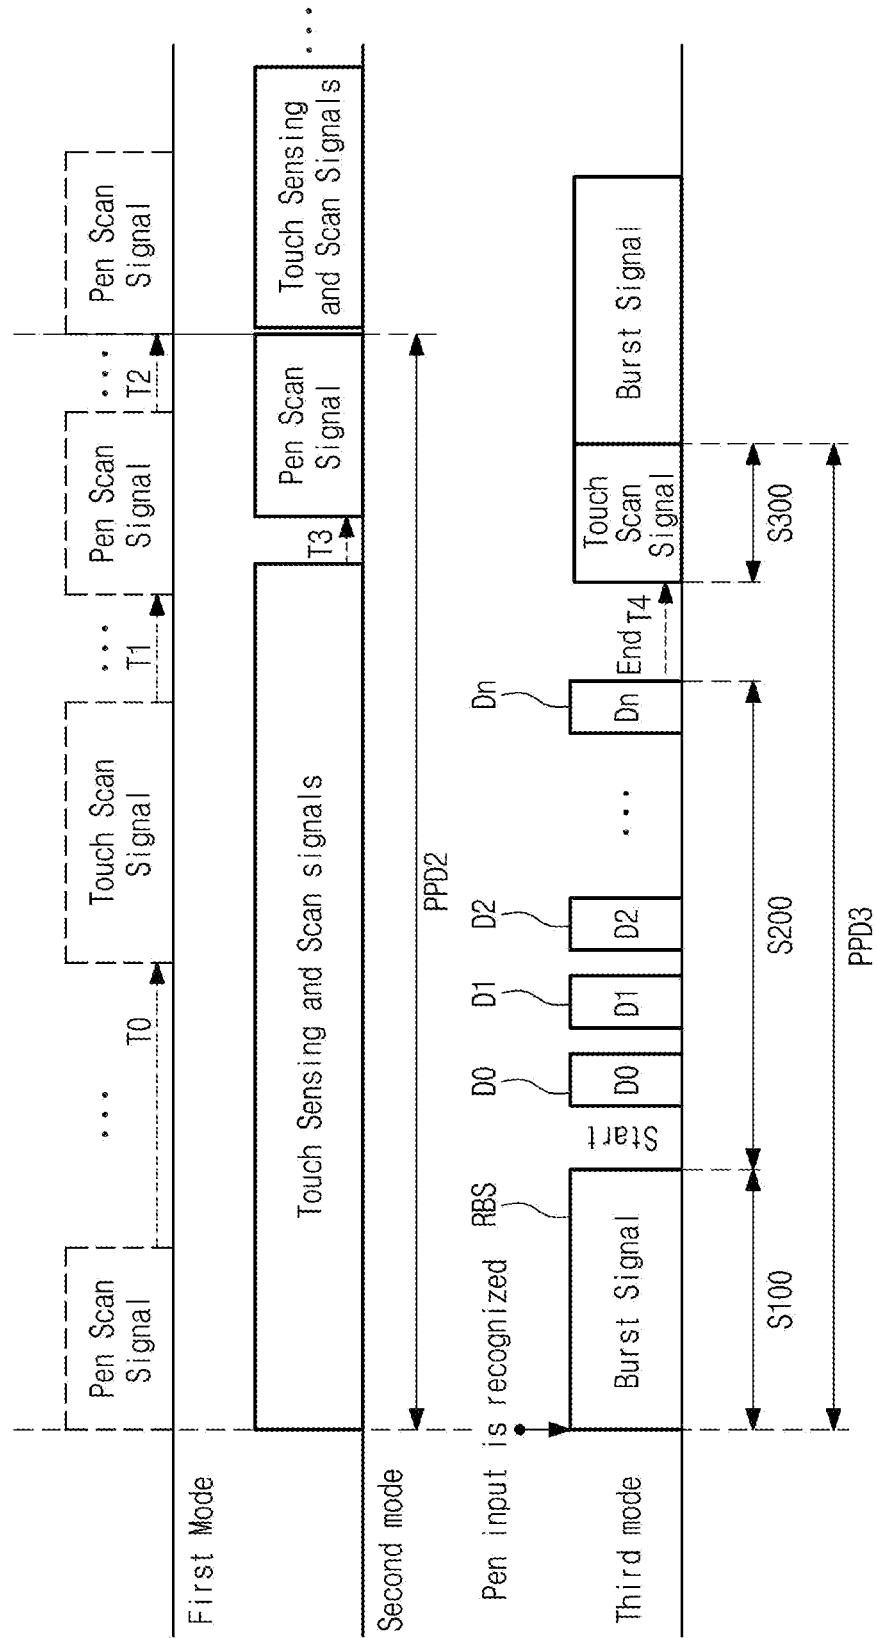 First Mode
Pen Scan
Signal
...
T0
Touch Scan
Signal
T1
...
Pen Scan
Signal
T2
...
Pen Scan
Signal
Second mode
Touch Sensing and Scan signals
T3
Pen Scan
Signal
Touch Sensing
and Scan Signals
...
PPD2
Pen input is recognized
RBS
D0
D1
D2
Dn
Third mode
Burst Signal
Start
D0
D1
D2
...
Dn
End
T4
Touch
Scan
Signal
Burst Signal
S100
S200
S300
PPD3